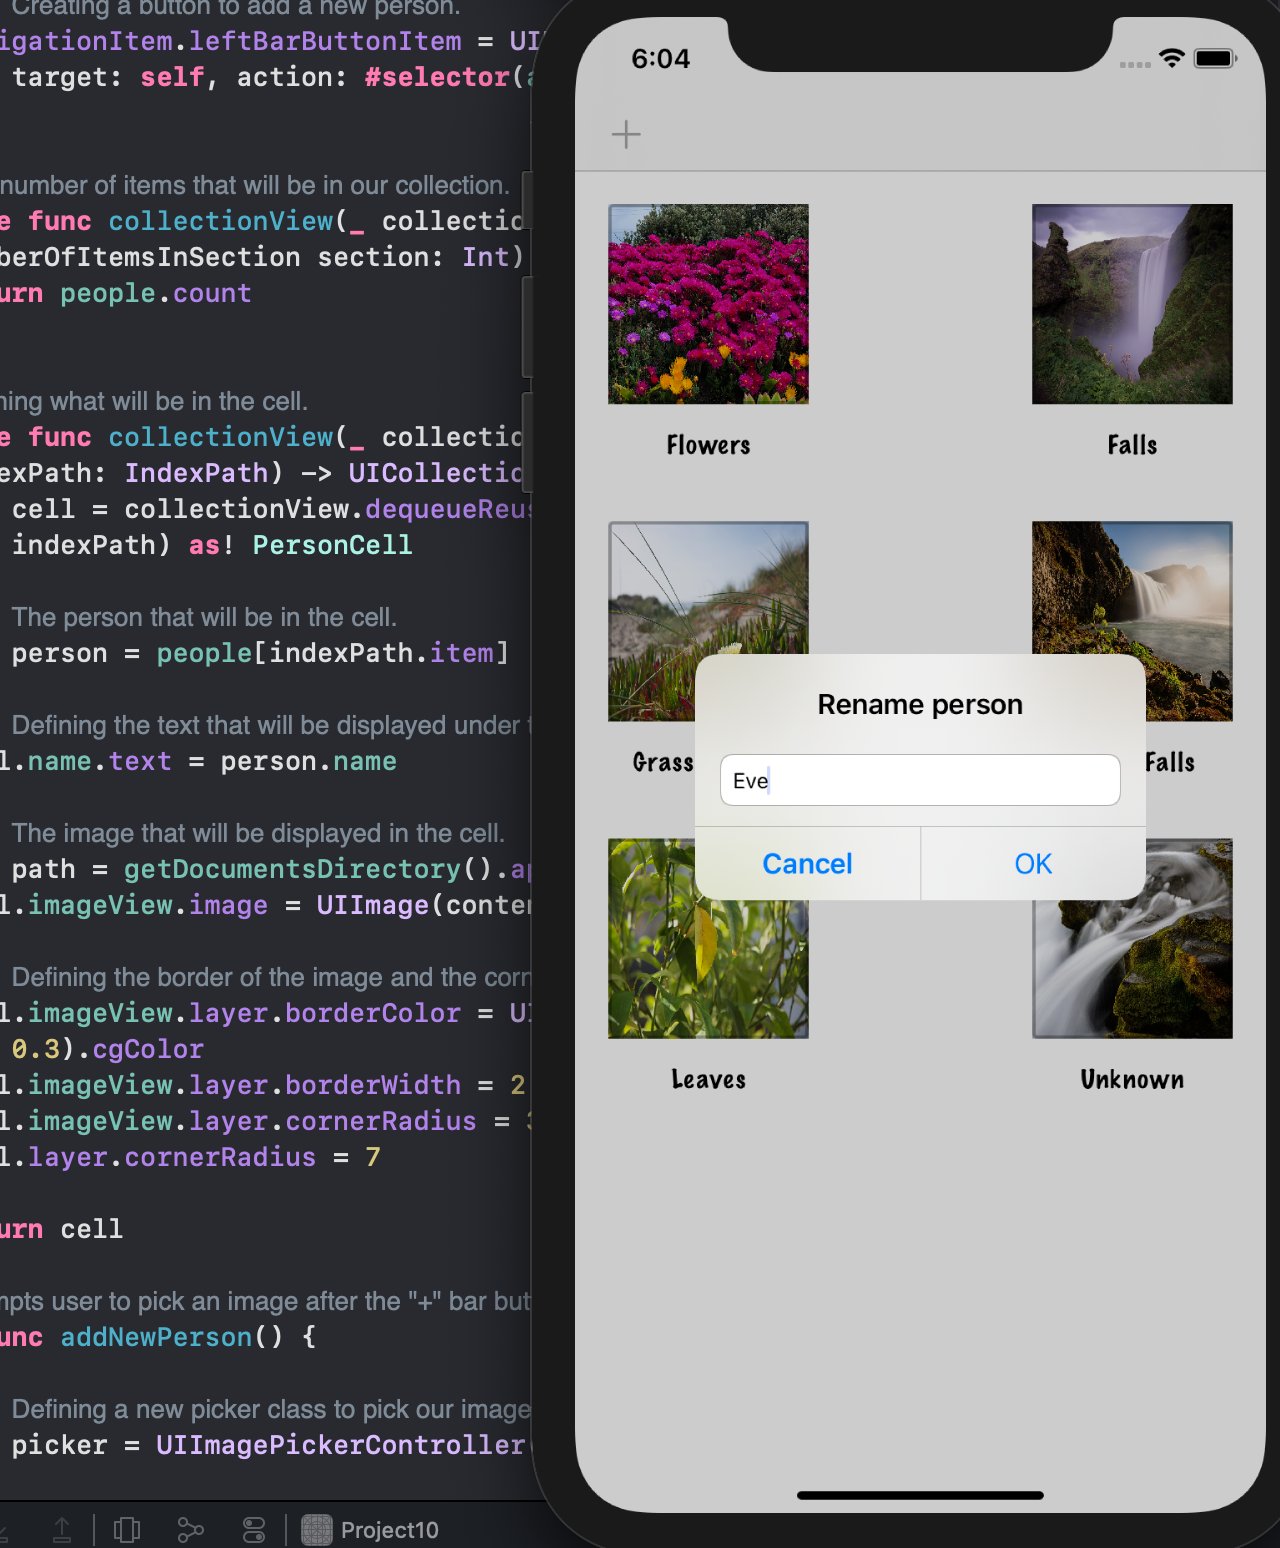 Creating a button to add a new person.
igationItem.leftBarButtonItem = UI
target: self, action: #selector(
number of items that will be in our collection.
e func collectionView(_ collectio
berOfItemsInSection section: Int)
urn people.count
ning what will be in the cell.
e func collectionView(_ collectio
exPath: IndexPath) -> UICollectio
cell = collectionView.dequeueReus
indexPath) as! PersonCell
The person that will be in the cell.
person = people[indexPath.item]
Defining the text that will be displayed under t
l.name.text = person.name
The image that will be displayed in the cell.
path = getDocumentsDirectory().ap
l.imageView.image = UIImage(conten
Defining the border of the image and the corn
l.imageView.layer.borderColor = UI
0.3).cgColor
l.imageView.layer.borderWidth = 2
l.imageView.layer.cornerRadius = 3
l.layer.cornerRadius = 7
urn cell
mpts user to pick an image after the "+" bar but
unc addNewPerson() {
Defining a new picker class to pick our image
picker = UIImagePickerController
Project10
6:04
Flowers
Falls
Grass
Falls
Rename person
Eve
Cancel
OK
Leaves
Unknown